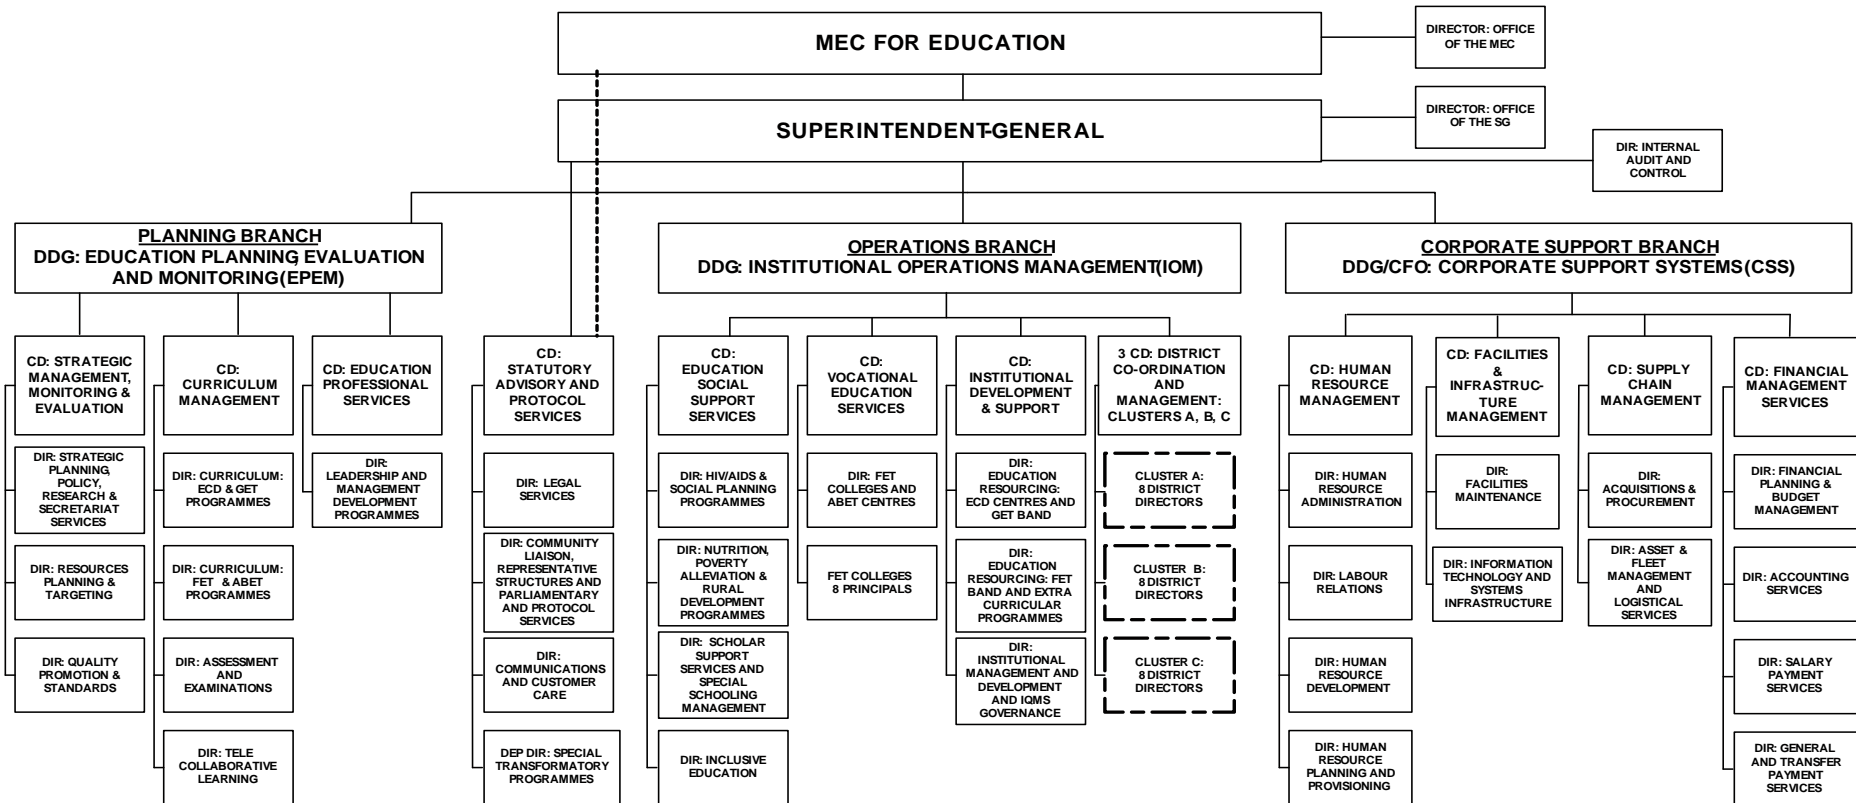 MEC FOR EDUCATION
DIRECTOR: OFFICE
OF THE MEC
SUPERINTENDENT-GENERAL
DIRECTOR: OFFICE
OF THE SG
DIR: INTERNAL
AUDIT AND
CONTROL
PLANNING BRANCH
DDG: EDUCATION PLANNING, EVALUATION
AND MONITORING (EPEM)
OPERATIONS BRANCH
DDG: INSTITUTIONAL OPERATIONS MANAGEMENT (IOM)
CORPORATE SUPPORT BRANCH
DDG/CFO: CORPORATE SUPPORT SYSTEMS (CSS)
CD: STRATEGIC
MANAGEMENT,
MONITORING &
EVALUATION
DIR: STRATEGIC
PLANNING,
POLICY,
RESEARCH &
SECRETARIAT
SERVICES
DIR: RESOURCES
PLANNING &
TARGETING
DIR: QUALITY
PROMOTION &
STANDARDS
CD:
CURRICULUM
MANAGEMENT
DIR: CURRICULUM:
ECD & GET
PROGRAMMES
DIR: CURRICULUM:
FET & ABET
PROGRAMMES
DIR: ASSESSMENT
AND
EXAMINATIONS
DIR: TELE
COLLABORATIVE
LEARNING
CD: EDUCATION
PROFESSIONAL
SERVICES
DIR:
LEADERSHIP AND
MANAGEMENT
DEVELOPMENT
PROGRAMMES
CD:
STATUTORY
ADVISORY AND
PROTOCOL
SERVICES
DIR: LEGAL
SERVICES
DIR: COMMUNITY
LIAISON,
REPRESENTATIVE
STRUCTURES AND
PARLIAMENTARY
AND PROTOCOL
SERVICES
DIR:
COMMUNICATIONS
AND CUSTOMER
CARE
DEP DIR: SPECIAL
TRANSFORMATORY
PROGRAMMES
CD:
EDUCATION
SOCIAL
SUPPORT
SERVICES
DIR: HIV/AIDS &
SOCIAL PLANNING
PROGRAMMES
DIR: NUTRITION,
POVERTY
ALLEVIATION &
RURAL
DEVELOPMENT
PROGRAMMES
DIR: SCHOLAR
SUPPORT
SERVICES AND
SPECIAL
SCHOOLING
MANAGEMENT
DIR: INCLUSIVE
EDUCATION
CD:
VOCATIONAL
EDUCATION
SERVICES
DIR: FET
COLLEGES AND
ABET CENTRES
FET COLLEGES
8 PRINCIPALS
CD:
INSTITUTIONAL
DEVELOPMENT
& SUPPORT
DIR:
EDUCATION
RESOURCING:
ECD CENTRES AND
GET BAND
DIR:
EDUCATION
RESOURCING: FET
BAND AND EXTRA
CURRICULAR
PROGRAMMES
DIR:
INSTITUTIONAL
MANAGEMENT AND
DEVELOPMENT
AND IQMS
GOVERNANCE
3 CD: DISTRICT
CO-ORDINATION
AND
MANAGEMENT:
CLUSTERS A, B, C
CLUSTER A:
8 DISTRICT
DIRECTORS
CLUSTER B:
8 DISTRICT
DIRECTORS
CLUSTER C:
8 DISTRICT
DIRECTORS
CD: HUMAN
RESOURCE
MANAGEMENT
DIR: HUMAN
RESOURCE
ADMINISTRATION
DIR: LABOUR
RELATIONS
DIR: HUMAN
RESOURCE
DEVELOPMENT
DIR: HUMAN
RESOURCE
PLANNING AND
PROVISIONING
CD: FACILITIES
&
INFRASTRUC-
TURE
MANAGEMENT
DIR:
FACILITIES
MAINTENANCE
DIR: INFORMATION
TECHNOLOGY AND
SYSTEMS
INFRASTRUCTURE
CD: SUPPLY
CHAIN
MANAGEMENT
DIR:
ACQUISITIONS &
PROCUREMENT
DIR: ASSET &
FLEET
MANAGEMENT
AND
LOGISTICAL
SERVICES
CD: FINANCIAL
MANAGEMENT
SERVICES
DIR: FINANCIAL
PLANNING &
BUDGET
MANAGEMENT
DIR: ACCOUNTING
SERVICES
DIR: SALARY
PAYMENT
SERVICES
DIR: GENERAL
AND TRANSFER
PAYMENT
SERVICES